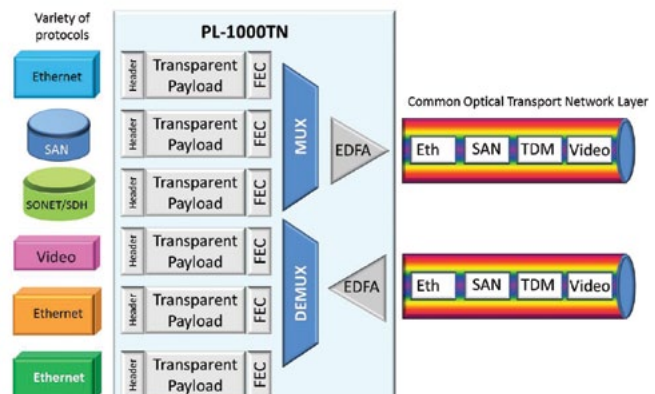 Variety of
protocols
PL-1000TN
Ethernet
Header
Transparent
Payload
FEC
SAN
Header
Transparent
Payload
FEC
SONET/SDH
Header
Transparent
Payload
FEC
MUX
EDFA
Video
Header
Transparent
Payload
FEC
Ethernet
Header
Transparent
Payload
FEC
Ethernet
Header
Transparent
Payload
FEC
DEMUX
EDFA
Common Optical Transport Network Layer
Eth SAN TDM Video
Eth SAN TDM Video